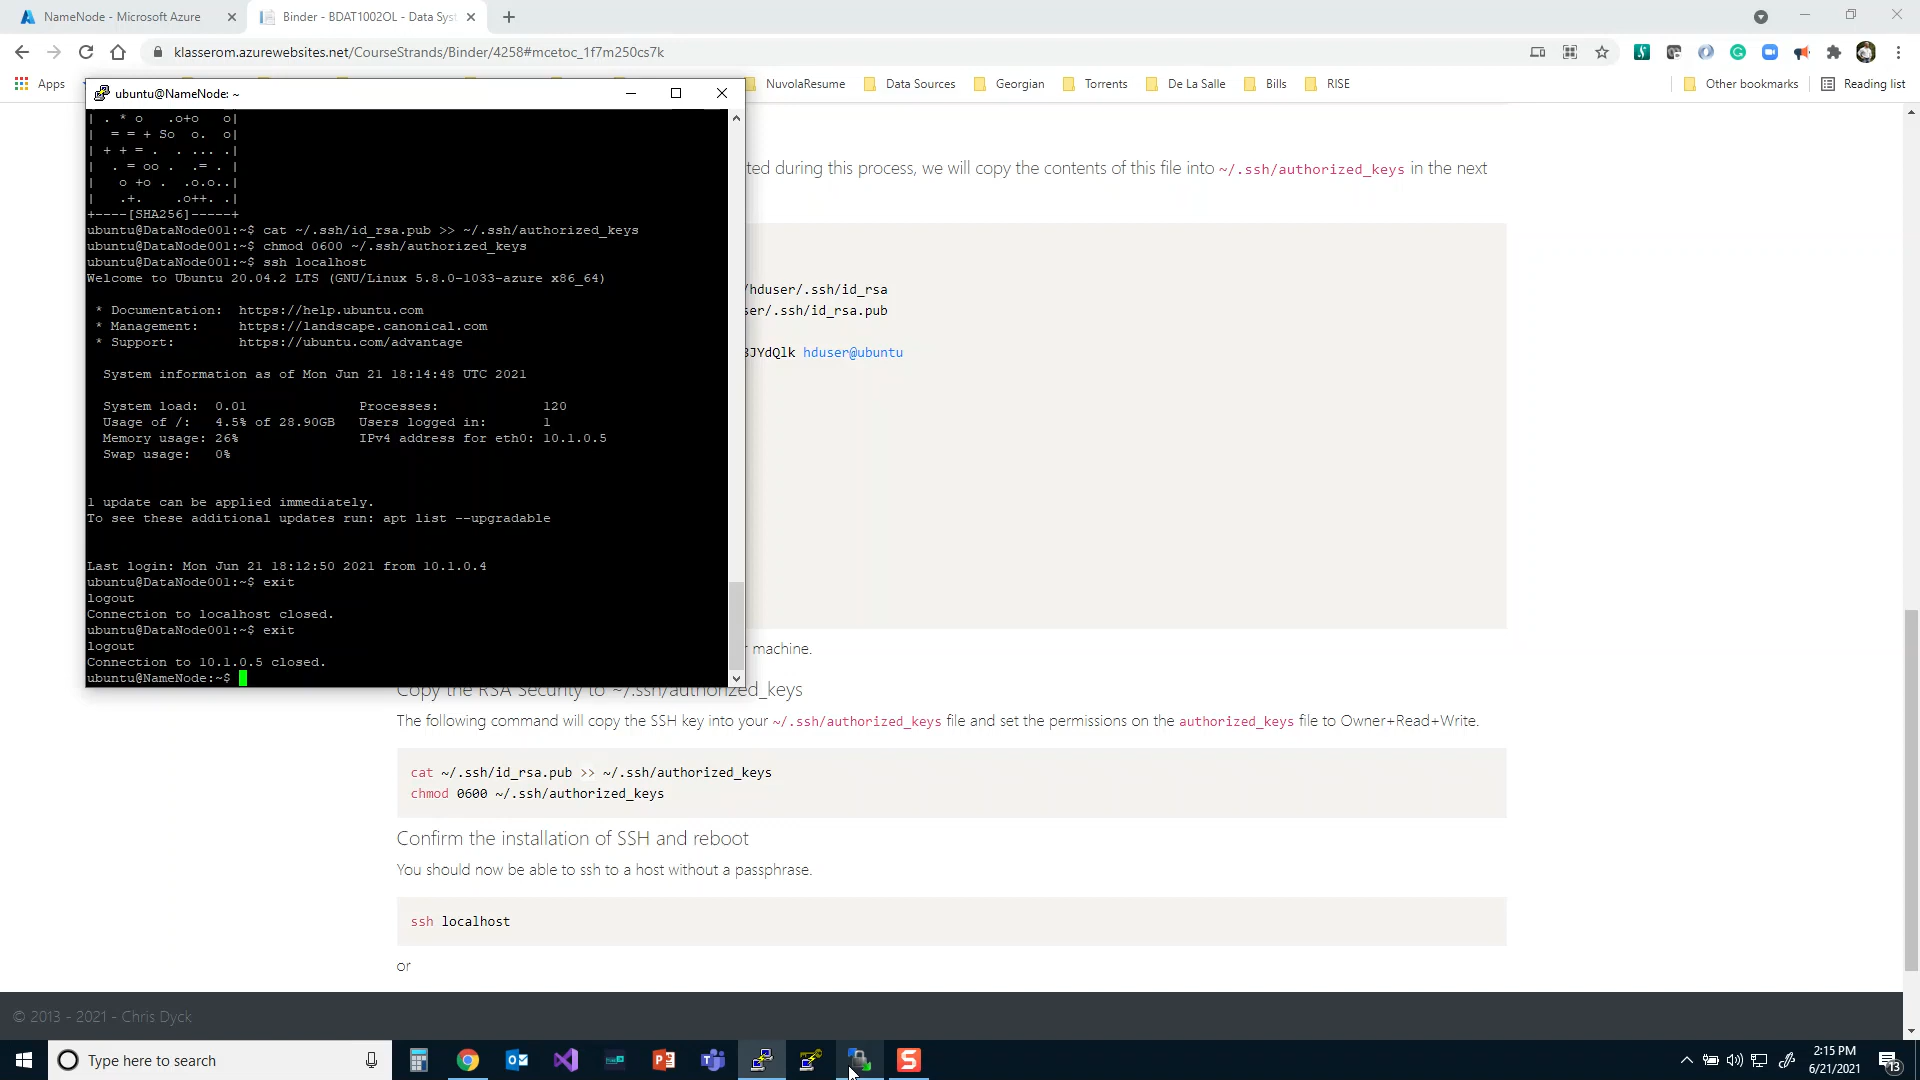 NameNode - Microsoft Azure
Binder - BDAT1002OL - Data Sys
klasserom.azurewebsites.net/CourseStrands/Binder/4258#mcetoc_1f7m250cs7k
Apps
NuvolaResume
Data Sources
Georgian
Torrents
De La Salle
Bills
RISE
Other bookmarks
Reading list
ubuntu@NameNode: ~
| . * o   .o+o   o|
|  = = + So  o.  o|
| + + = .  . ... .|
|  . = oo .  .= . |
|   o +o .  .o.o..|
|   .+.    .o++. .|
+----[SHA256]-----+
ubuntu@DataNode001:~$ cat ~/.ssh/id_rsa.pub >> ~/.ssh/authorized_keys
ubuntu@DataNode001:~$ chmod 0600 ~/.ssh/authorized_keys
ubuntu@DataNode001:~$ ssh localhost
Welcome to Ubuntu 20.04.2 LTS (GNU/Linux 5.8.0-1033-azure x86_64)
* Documentation:  https://help.ubuntu.com
* Management:     https://landscape.canonical.com
* Support:        https://ubuntu.com/advantage
System information as of Mon Jun 21 18:14:48 UTC 2021
System load:  0.01              Processes:             120
Usage of /:   4.5% of 28.90GB   Users logged in:       1
Memory usage: 26%               IPv4 address for eth0: 10.1.0.5
Swap usage:   0%
1 update can be applied immediately.
To see these additional updates run: apt list --upgradable
Last login: Mon Jun 21 18:12:50 2021 from 10.1.0.4
ubuntu@DataNode001:~$ exit
logout
Connection to localhost closed.
ubuntu@DataNode001:~$ exit
logout
Connection to 10.1.0.5 closed.
ubuntu@NameNode:~$
ted during this process, we will copy the contents of this file into ~/.ssh/authorized_keys in the next
/hduser/.ssh/id_rsa
ser/.ssh/id_rsa.pub
BJYdQlk hduser@ubuntu
machine.
Copy the RSA Security to ~/.ssh/authorized_keys
The following command will copy the SSH key into your ~/.ssh/authorized_keys file and set the permissions on the authorized_keys file to Owner+Read+Write.
cat ~/.ssh/id_rsa.pub >> ~/.ssh/authorized_keys
chmod 0600 ~/.ssh/authorized_keys
Confirm the installation of SSH and reboot
You should now be able to ssh to a host without a passphrase.
ssh localhost
or
© 2013 - 2021 - Chris Dyck
Type here to search
2:15 PM
6/21/2021
13